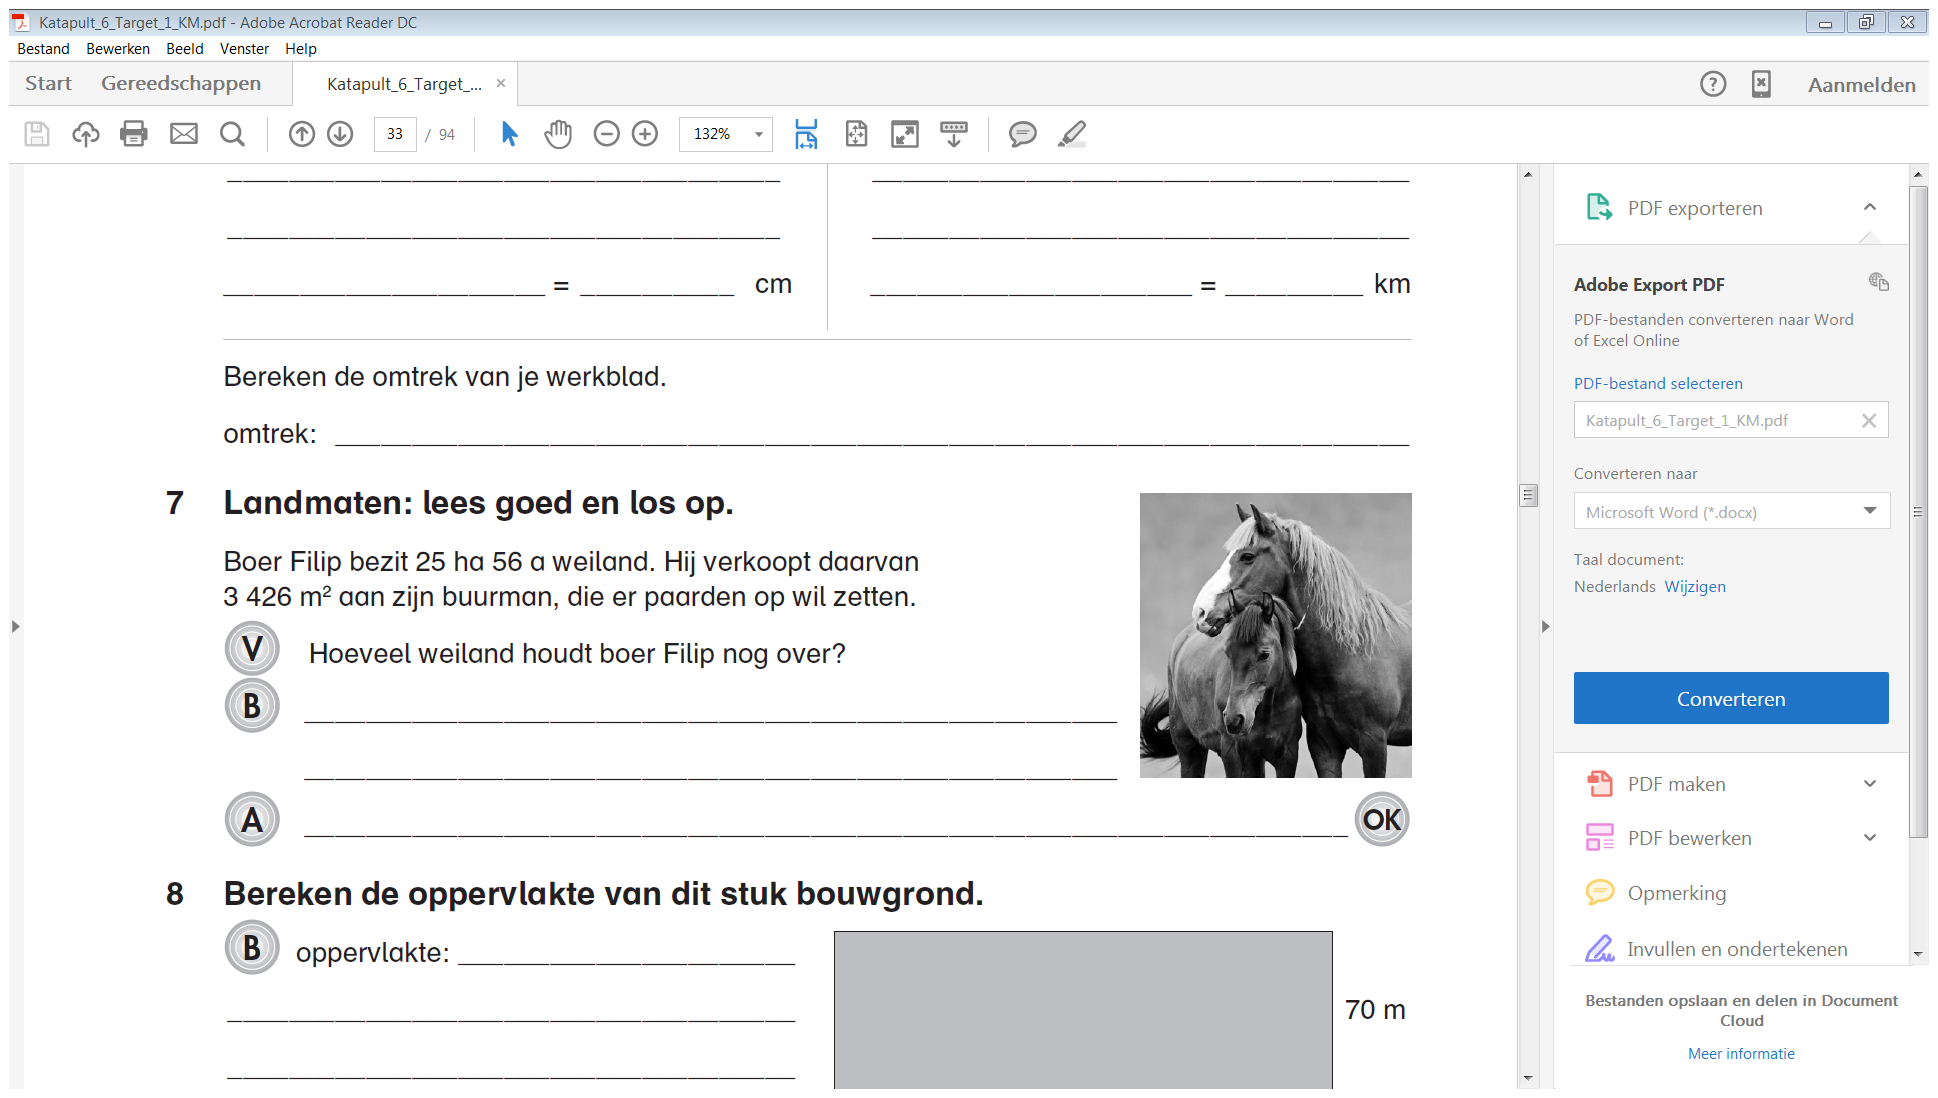 Katapult_6_Target_1_KM.pdf - Adobe Acrobat Reader DC
Bestand Bewerken Beeld Venster Help
Start Gereedschappen Katapult_6_Target_... × Aanmelden
33 / 94 132%
= cm
= km
Bereken de omtrek van je werkblad.
omtrek:
7 Landmaten: lees goed en los op.
Boer Filip bezit 25 ha 56 a weiland. Hij verkoopt daarvan
3 426 m² aan zijn buurman, die er paarden op wil zetten.
V Hoeveel weiland houdt boer Filip nog over?
B
A OK
8 Bereken de oppervlakte van dit stuk bouwgrond.
B oppervlakte:
70 m
PDF exporteren
Adobe Export PDF
PDF-bestanden converteren naar Word
of Excel Online
PDF-bestand selecteren
Katapult_6_Target_1_KM.pdf
Converteren naar
Microsoft Word (*.docx)
Taal document:
Nederlands Wijzigen
Converteren
PDF maken
PDF bewerken
Opmerking
Invullen en ondertekenen
Bestanden opslaan en delen in Document
Cloud
Meer informatie